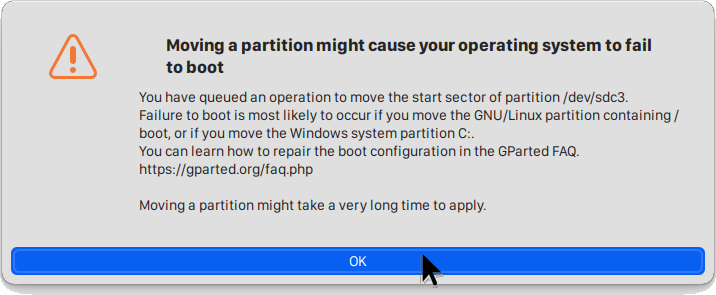 Moving a partition might cause your operating system to fail
to boot
You have queued an operation to move the start sector of partition /dev/sdc3.
Failure to boot is most likely to occur if you move the GNU/Linux partition containing /
boot, or if you move the Windows system partition C:.
You can learn how to repair the boot configuration in the GParted FAQ.
https://gparted.org/faq.php
Moving a partition might take a very long time to apply.
OK